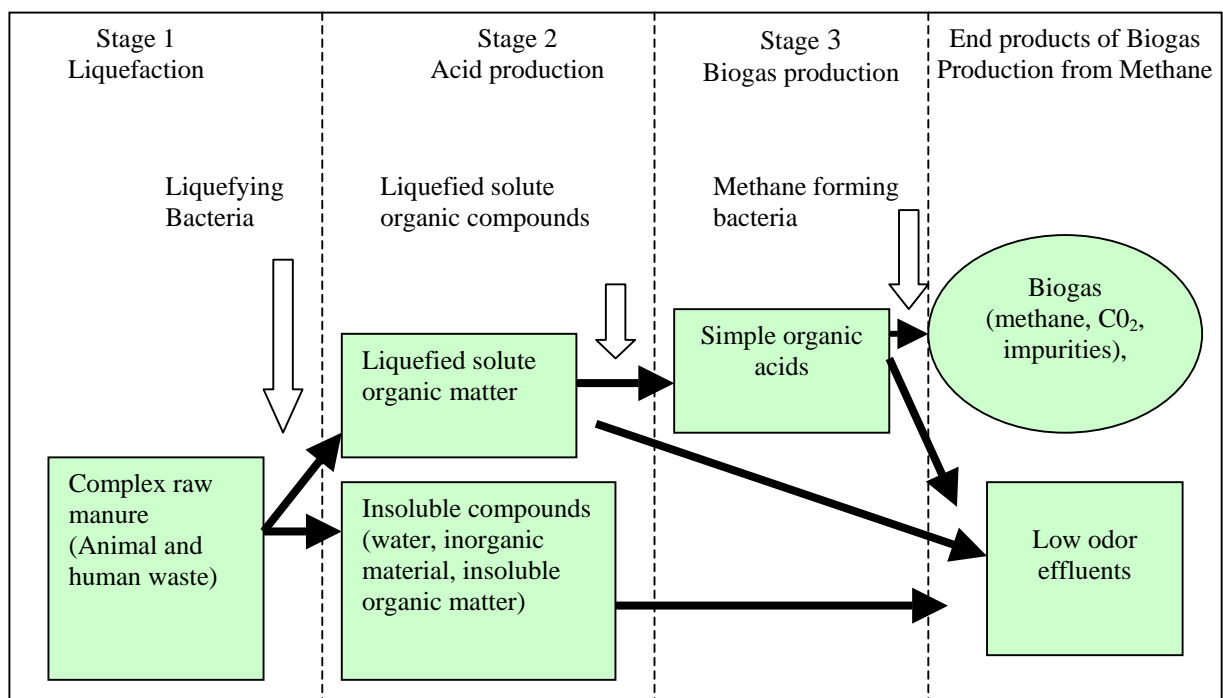 Stage 1
Liquefaction
Stage 2
Acid production
Stage 3
Biogas production
End products of Biogas
Production from Methane
Liquefying
Bacteria
Liquefied solute
organic compounds
Methane forming
bacteria
Biogas
(methane, C0₂,
impurities),
Simple organic
acids
Liquefied solute
organic matter
Complex raw
manure
(Animal and
human waste)
Insoluble compounds
(water, inorganic
material, insoluble
organic matter)
Low odor
effluents